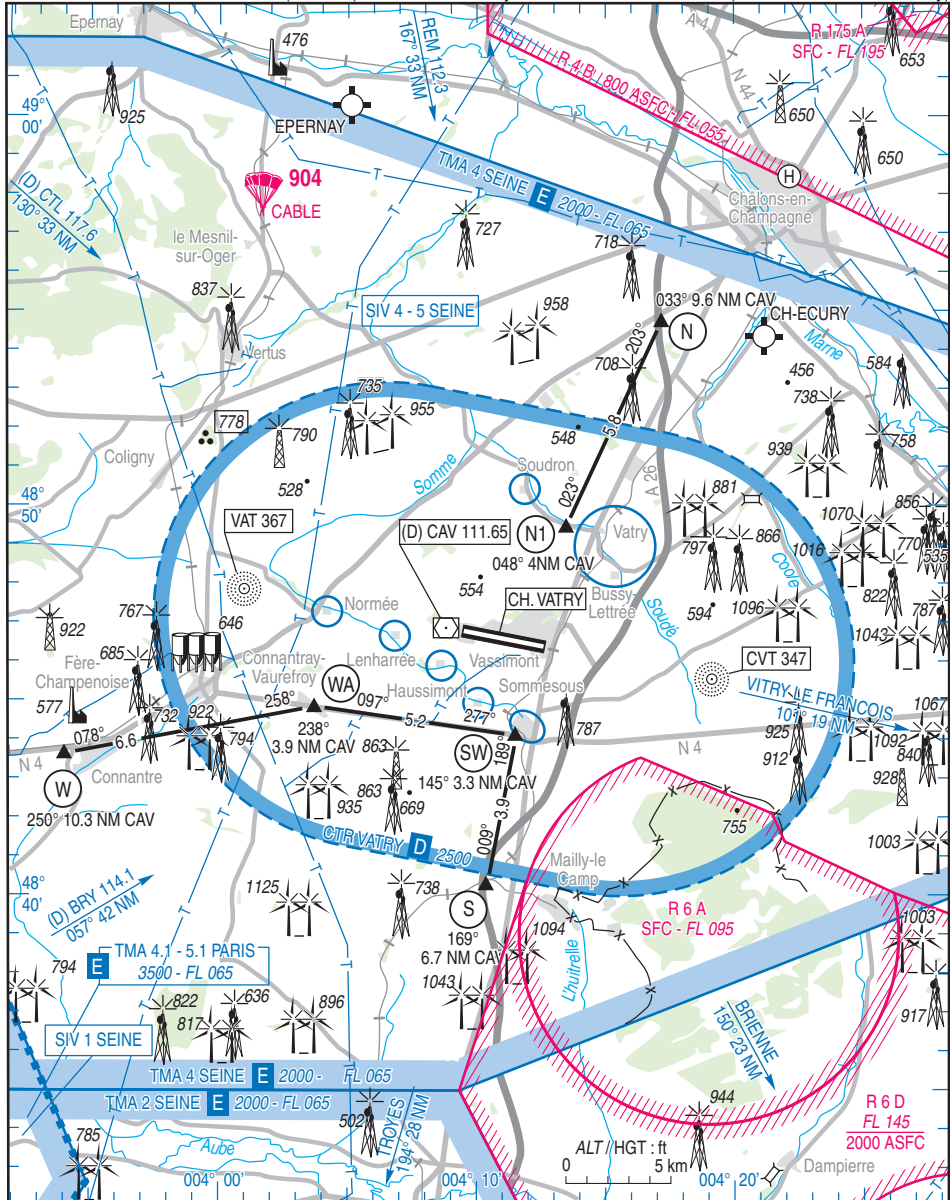 Epernay
476
REM 112.3
167° 33 NM
A 4
N 44
R 175 A
SFC - FL 195
653
R 4 B 1 800 ASFC - FL 055
650
650
925
49°
00'
EPERNAY
(D) CTL 117.6
130° 33 NM
904
CABLE
TMA 4 SEINE E 2000 - FL 065
H
Châlons-en-
Champagne
le Mesnil-
sur-Oger
727
718
837
SIV 4 - 5 SEINE
958
033° 9.6 NM CAV
N
CH-ECURY
Marne
203°
Vertus
708
456
584
738
735
955
778
790
5.8
548
939
758
Coligny
Somme
Soudron
A 26
528
023°
881
48°
50'
VAT 367
(D) CAV 111.65
N1
048° 4NM CAV
Vatry
797
866
1070
856
1016
770
535
Coole
554
CH. VATRY
Bussy-
Lettrée
594
822
767
922
646
Normée
Soudé
1096
787
1043
685
Lenharrée
Vassimont
CVT 347
Fère-
Champenoise
Connantray-
Vaurefroy
WA
Haussimont
Sommesous
VITRY-LE FRANCOIS
101° 19 NM
577
258°
097°
277°
732
922
794
238°
3.9 NM CAV
5.2
787
1067
078°
6.6
863
SW
189°
N 4
925
1092
840
N 4
Connantre
W
145° 3.3 NM CAV
912
928
250° 10.3 NM CAV
935
863
669
3.9
755
CTR VATRY D 2500
009°
Mailly-le
Camp
1003
48°
40'
1125
738
S
169°
6.7 NM CAV
R 6 A
SFC - FL 095
1003
(D) BRY 114.1
057° 42 NM
1094
L'huitrelle
794
E
TMA 4.1 - 5.1 PARIS
3500 - FL 065
1043
822
817
636
896
917
SIV 1 SEINE
BRIENNE
150° 23 NM
TMA 4 SEINE E 2000 - FL 065
TMA 2 SEINE E 2000 - FL 065
944
R 6 D
FL 145
2000 ASFC
502
TROYES
194° 28 NM
785
Aube
ALT / HGT : ft
0 5 km
Dampierre
004° 00'
004° 10'
004° 20'